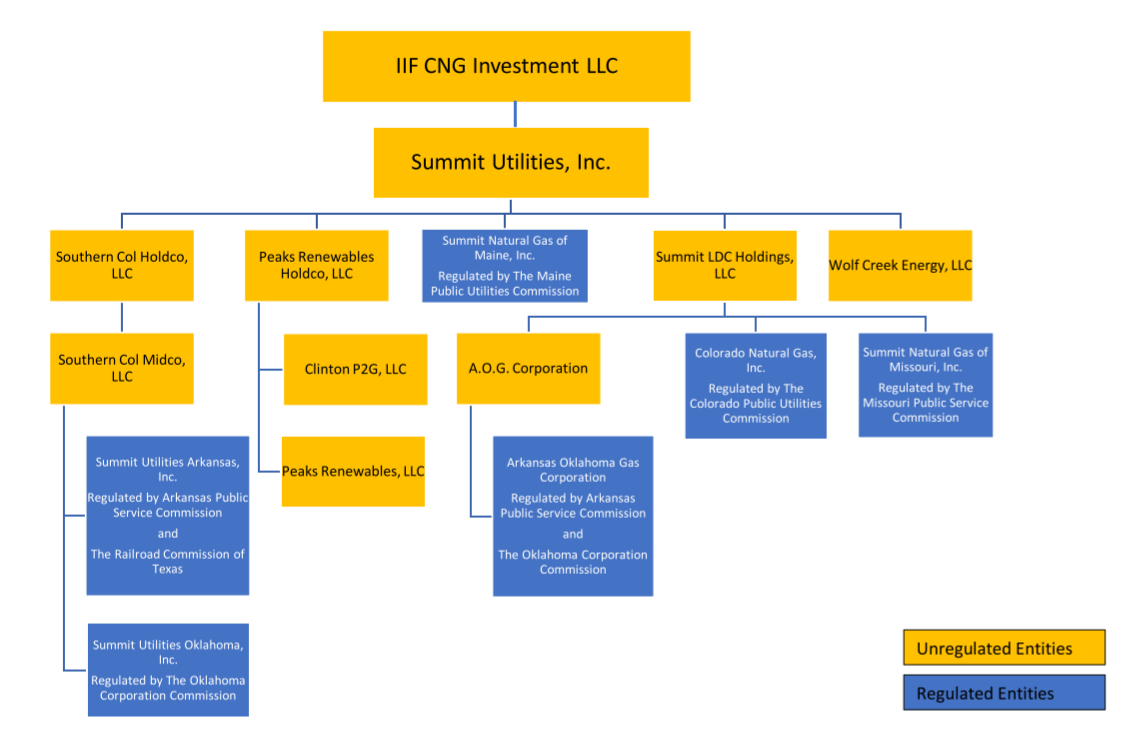 IIF CNG Investment LLC
Summit Utilities, Inc.
Southern Col Holdco,
LLC
Peaks Renewables
Holdco, LLC
Summit Natural Gas of
Maine, Inc.
Regulated by The Maine
Public Utilities Commission
Summit LDC Holdings,
LLC
Wolf Creek Energy, LLC
Southern Col Midco,
LLC
Clinton P2G, LLC
A.O.G. Corporation
Colorado Natural Gas,
Inc.
Regulated by The
Colorado Public Utilities
Commission
Summit Natural Gas of
Missouri, Inc.
Regulated by The
Missouri Public Service
Commission
Summit Utilities Arkansas,
Inc.
Regulated by Arkansas Public
Service Commission
and
The Railroad Commission of
Texas
Peaks Renewables, LLC
Arkansas Oklahoma Gas
Corporation
Regulated by Arkansas
Public Service Commission
and
The Oklahoma Corporation
Commission
Summit Utilities Oklahoma,
Inc.
Regulated by The Oklahoma
Corporation Commission
Unregulated Entities
Regulated Entities